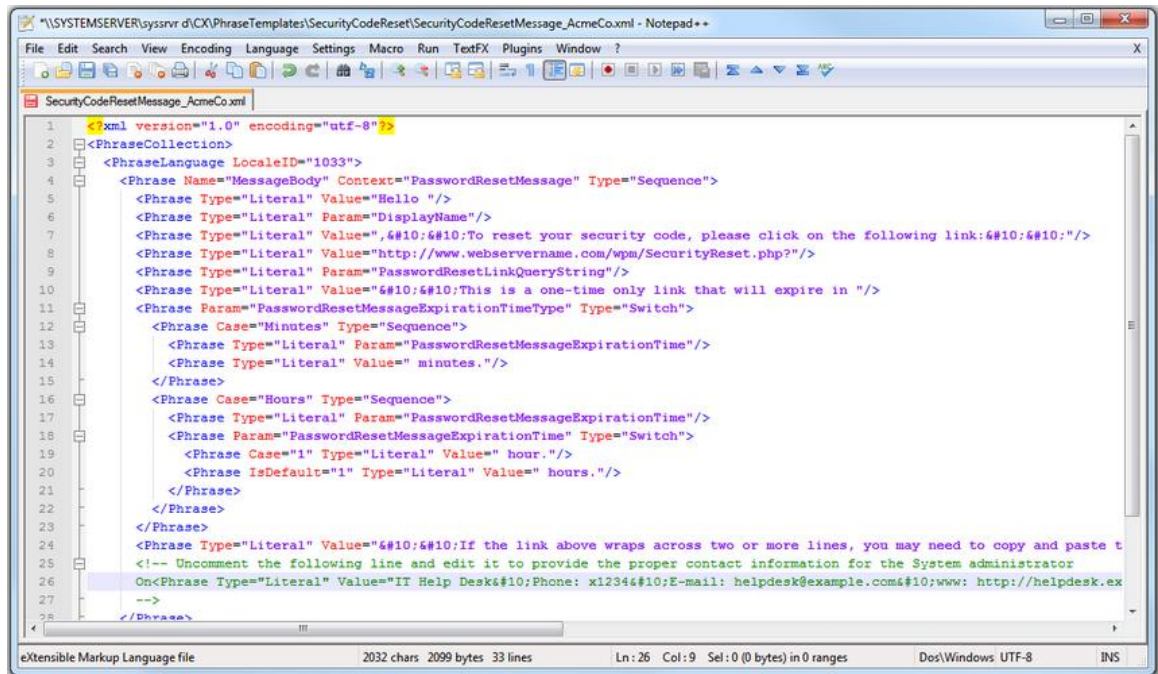 *\\SYSTEMSERVER\syssrvr d\CX\PhraseTemplates\SecurityCodeReset\SecurityCodeResetMessage_AcmeCo.xml - Notepad++
File Edit Search View Encoding Language Settings Macro Run TextFX Plugins Window ? X
SecurityCodeResetMessage_AcmeCo.xml
1 <?xml version="1.0" encoding="utf-8"?>
2 <PhraseCollection>
3 <PhraseLanguage LocaleID="1033">
4 <Phrase Name="MessageBody" Context="PasswordResetMessage" Type="Sequence">
5 <Phrase Type="Literal" Value="Hello "/>
6 <Phrase Type="Literal" Param="DisplayName"/>
7 <Phrase Type="Literal" Value=",&#10;&#10;To reset your security code, please click on the following link:&#10;&#10;"/>
8 <Phrase Type="Literal" Value="http://www.webservername.com/wpm/SecurityReset.php?"/>
9 <Phrase Type="Literal" Param="PasswordResetLinkQueryString"/>
10 <Phrase Type="Literal" Value="&#10;&#10;This is a one-time only link that will expire in "/>
11 <Phrase Param="PasswordResetMessageExpirationTimeType" Type="Switch">
12 <Phrase Case="Minutes" Type="Sequence">
13 <Phrase Type="Literal" Param="PasswordResetMessageExpirationTime"/>
14 <Phrase Type="Literal" Value=" minutes."/>
15 </Phrase>
16 <Phrase Case="Hours" Type="Sequence">
17 <Phrase Type="Literal" Param="PasswordResetMessageExpirationTime"/>
18 <Phrase Param="PasswordResetMessageExpirationTime" Type="Switch">
19 <Phrase Case="1" Type="Literal" Value=" hour."/>
20 <Phrase IsDefault="1" Type="Literal" Value=" hours."/>
21 </Phrase>
22 </Phrase>
23 </Phrase>
24 <Phrase Type="Literal" Value="&#10;&#10;If the link above wraps across two or more lines, you may need to copy and paste t
25 <!-- Uncomment the following line and edit it to provide the proper contact information for the System administrator
26 On<Phrase Type="Literal" Value="IT Help Desk&#10;Phone: x1234&#10;E-mail: helpdesk@example.com&#10;www: http://helpdesk.ex
27 -->
28 </Phrase>
eXtensible Markup Language file 2032 chars 2099 bytes 33 lines Ln : 26 Col : 9 Sel : 0 (0 bytes) in 0 ranges Dos\Windows UTF-8 INS